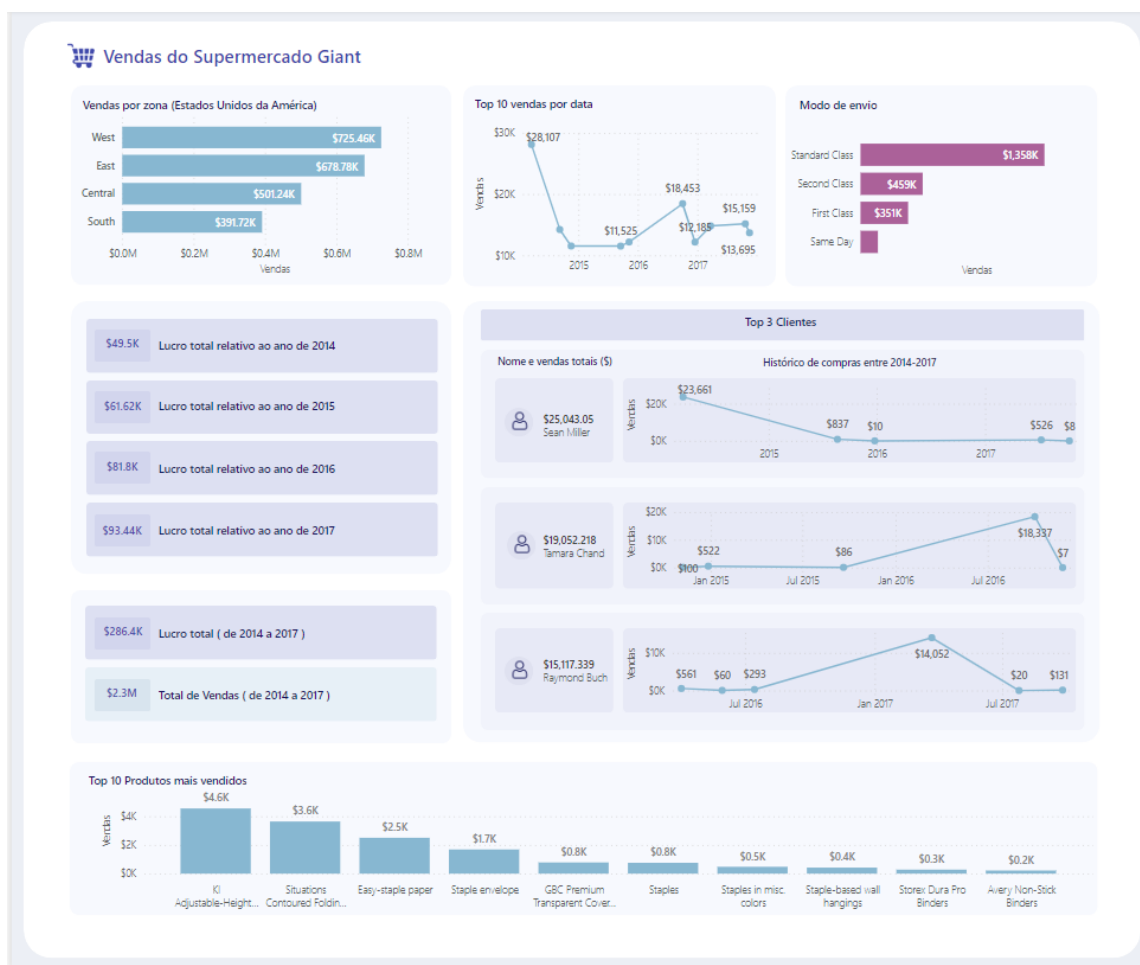 Vendas do Supermercado Giant
Vendas por zona (Estados Unidos da América)
West
$725.46K
East
$678.78K
Central
$501.24K
South
$391.72K
$0.0M $0.2M $0.4M $0.6M $0.8M
Vendas
Top 10 vendas por data
Vendas
$30K
$20K
$10K
$28,107
$11,525
$18,453
$12,185
$15,159
$13,695
2015 2016 2017
Modo de envio
Standard Class
$1,358K
Second Class
$459K
First Class
$351K
Same Day
Vendas
$49.5K Lucro total relativo ao ano de 2014
$61.62K Lucro total relativo ao ano de 2015
$81.8K Lucro total relativo ao ano de 2016
$93.44K Lucro total relativo ao ano de 2017
$286.4K Lucro total ( de 2014 a 2017 )
$2.3M Total de Vendas ( de 2014 a 2017 )
Top 3 Clientes
Nome e vendas totais ($)
Histórico de compras entre 2014-2017
$25,043.05
Sean Miller
Vendas
$20K
$0K
$23,661
$837 $10 $526 $8
2015 2016 2017
$19,052.218
Tamara Chand
Vendas
$20K
$10K
$0K
$100
$522 $86 $18,337 $7
Jan 2015 Jul 2015 Jan 2016 Jul 2016
$15,117.339
Raymond Buch
Vendas
$10K
$0K
$561 $60 $293 $14,052 $20 $131
Jul 2016 Jan 2017 Jul 2017
Top 10 Produtos mais vendidos
Vendas
$4K
$2K
$0K
$4.6K $3.6K $2.5K $1.7K $0.8K $0.8K $0.5K $0.4K $0.3K $0.2K
KI
Adjustable-Height...
Situations
Contoured Foldin...
Easy-staple paper
Staple envelope
GBC Premium
Transparent Cover...
Staples
Staples in misc.
colors
Staple-based wall
hangings
Storex Dura Pro
Binders
Avery Non-Stick
Binders